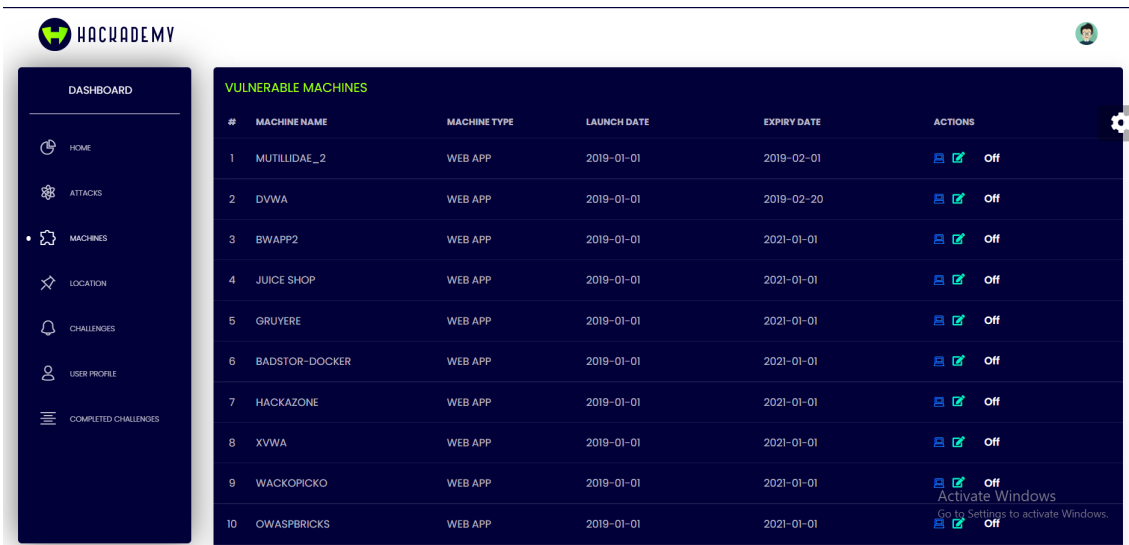 HACKADEMY
DASHBOARD
HOME
ATTACKS
MACHINES
LOCATION
CHALLENGES
USER PROFILE
COMPLETED CHALLENGES
VULNERABLE MACHINES
# MACHINE NAME MACHINE TYPE LAUNCH DATE EXPIRY DATE ACTIONS
1 MUTILLIDAE_2 WEB APP 2019-01-01 2019-02-01 Off
2 DVWA WEB APP 2019-01-01 2019-02-20 Off
3 BWAPP2 WEB APP 2019-01-01 2021-01-01 Off
4 JUICE SHOP WEB APP 2019-01-01 2021-01-01 Off
5 GRUYERE WEB APP 2019-01-01 2021-01-01 Off
6 BADSTOR-DOCKER WEB APP 2019-01-01 2021-01-01 Off
7 HACKAZONE WEB APP 2019-01-01 2021-01-01 Off
8 XVWA WEB APP 2019-01-01 2021-01-01 Off
9 WACKOPICKO WEB APP 2019-01-01 2021-01-01 Off
10 OWASPBRICKS WEB APP 2019-01-01 2021-01-01 Off
Activate Windows
Go to Settings to activate Windows.